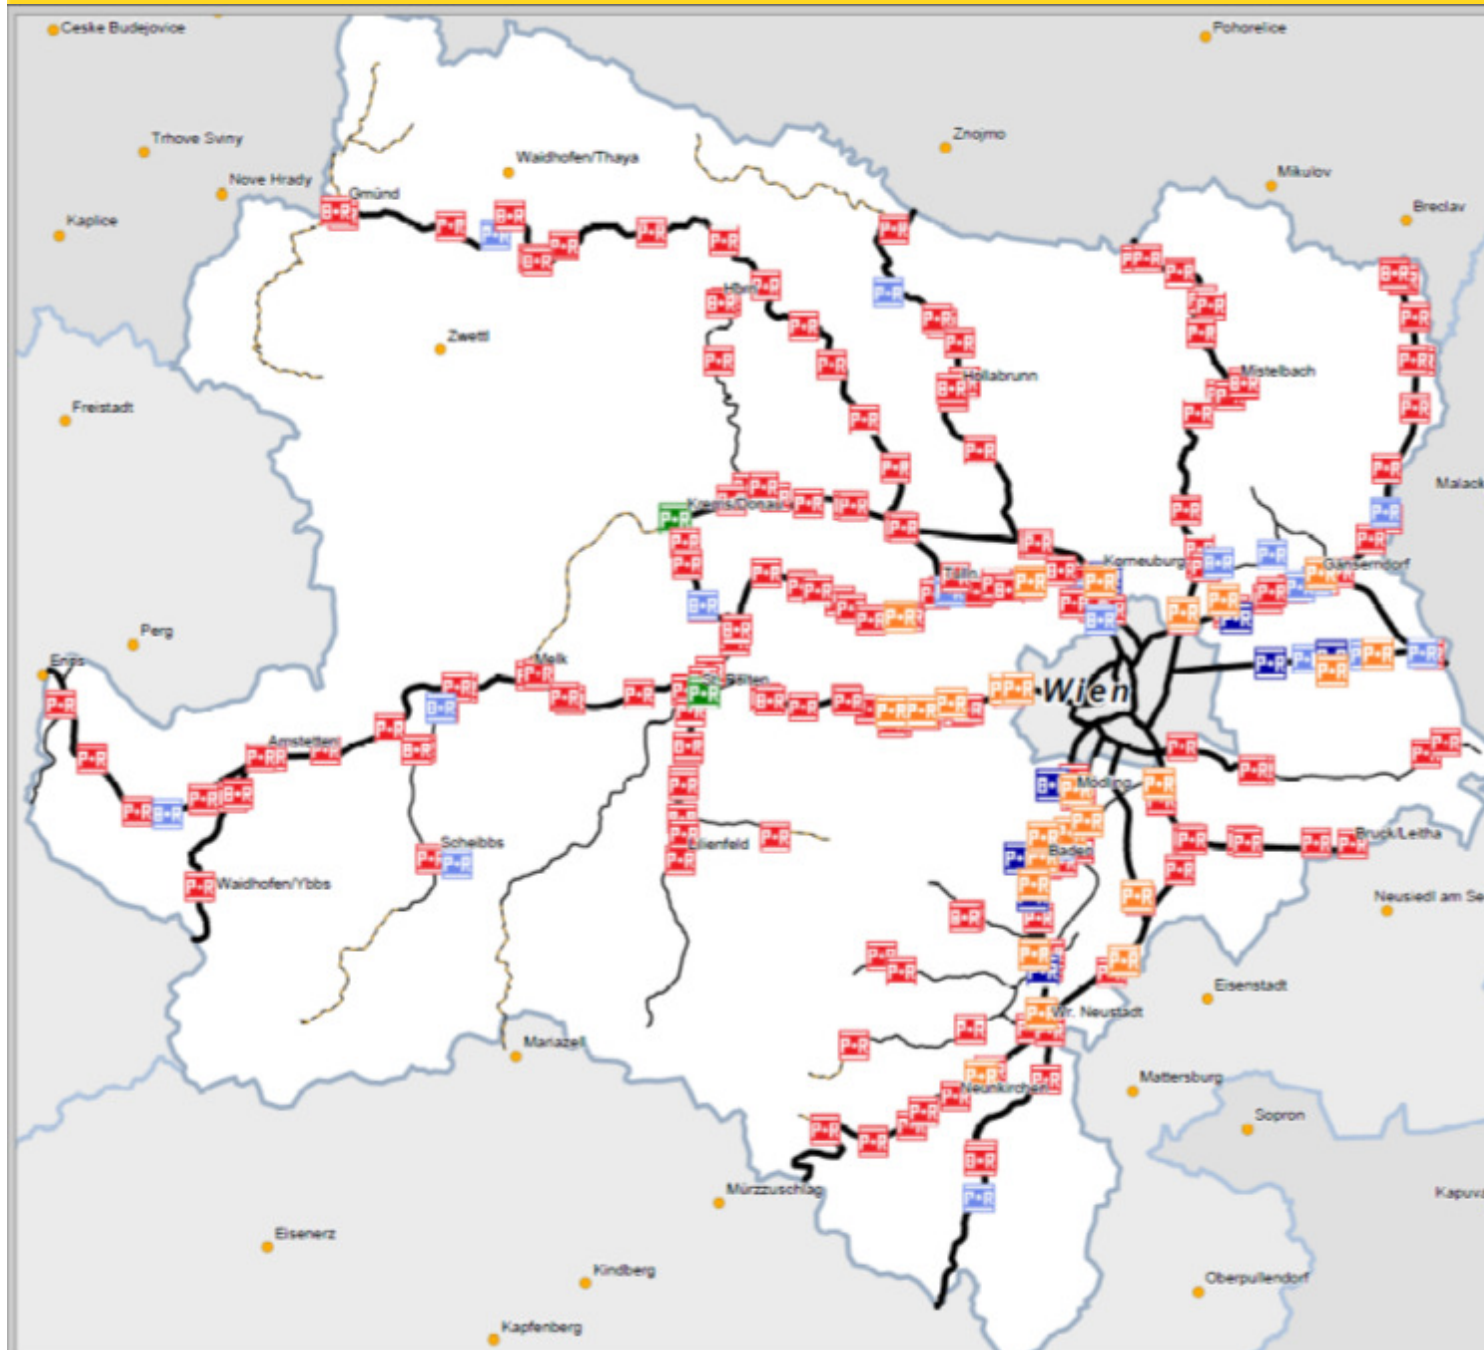 Ceske Budejovice
Pohorelice
Trhove Sviny
Znojmo
Waidhofen/Thaya
Mikulov
Nove Hrady
Gmünd
Breclav
Kaplice
B+R
P+R
P+R
B+R
P+R
B+R
P+R
P+R
P+R
P+R
P+R
P+R
B+R
Horn
B+R
P+R
P+R
P+R
P+R
P+R
Zwettl
P+R
P+R
P+R
P+R
Mistelbach
B+R
Hollabrunn
B+R
Freistadt
P+R
P+R
P+R
P+R
P+R
P+R
Malack
P+R
P+R
P+R
Krems/Donau
P+R
P+R
P+R
P+R
P+R
Korneuburg
Gänserndorf
Tulln
P+R
B+R
P+R
Perg
Enns
Melk
St. Pölten
Wien
P+R
P+R
Amstetten
P+R
P+R
B+R
Mödling
P+R
P+R
B+R
Scheibbs
P+R
Lilienfeld
P+R
Baden
Bruck/Leitha
P+R
Waidhofen/Ybbs
Neusiedl am Se
B+R
P+R
P+R
Eisenstadt
Wr. Neustadt
P+R
P+R
Mariazell
P+R
Neunkirchen
Mattersburg
Sopron
P+R
P+R
B+R
Mürzzuschlag
P+R
Kapuva
Eisenerz
Kindberg
Oberpullendorf
Kapfenberg